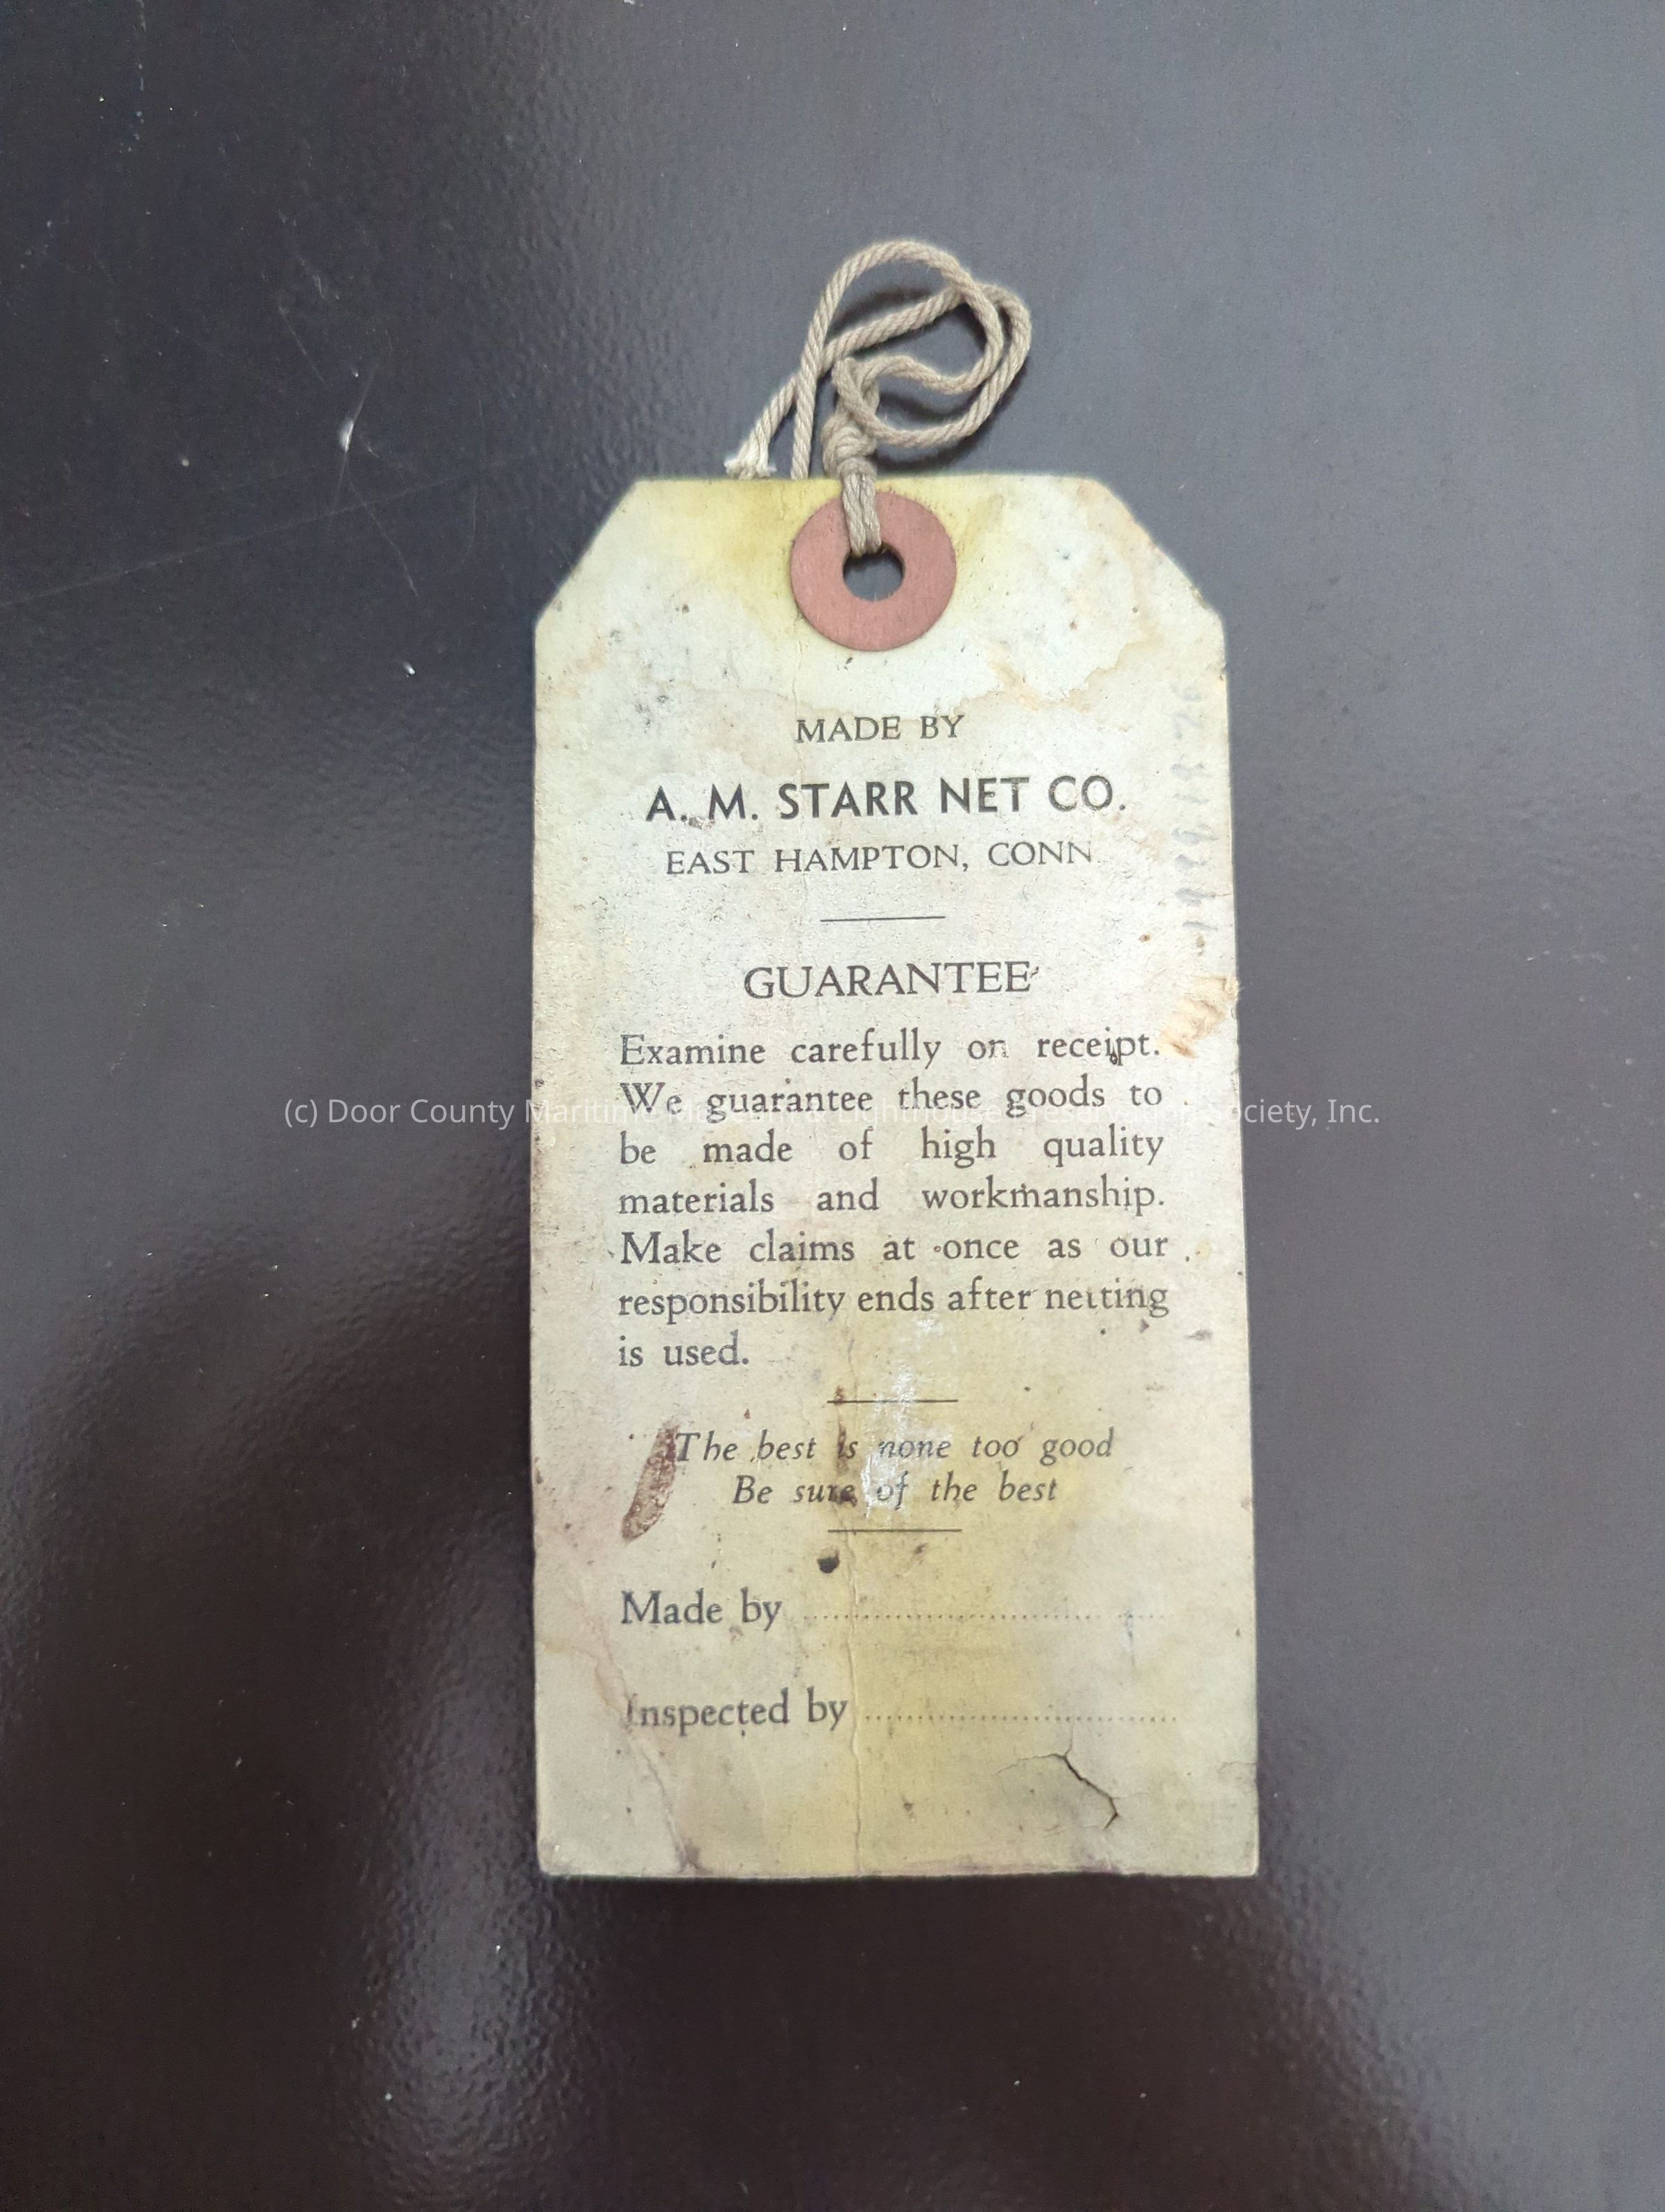 MADE BY
A. M. STARR NET CO.
EAST HAMPTON, CONN
GUARANTEE
Examine carefully on receipt.
We guarantee these goods to
be made of high quality
materials and workmanship.
Make claims at once as our
responsibility ends after netting
is used.
The best is none too good
Be sure of the best
Made by
Inspected by
(c) Door County Maritime Museum & Lighthouse Preservation Society, Inc.